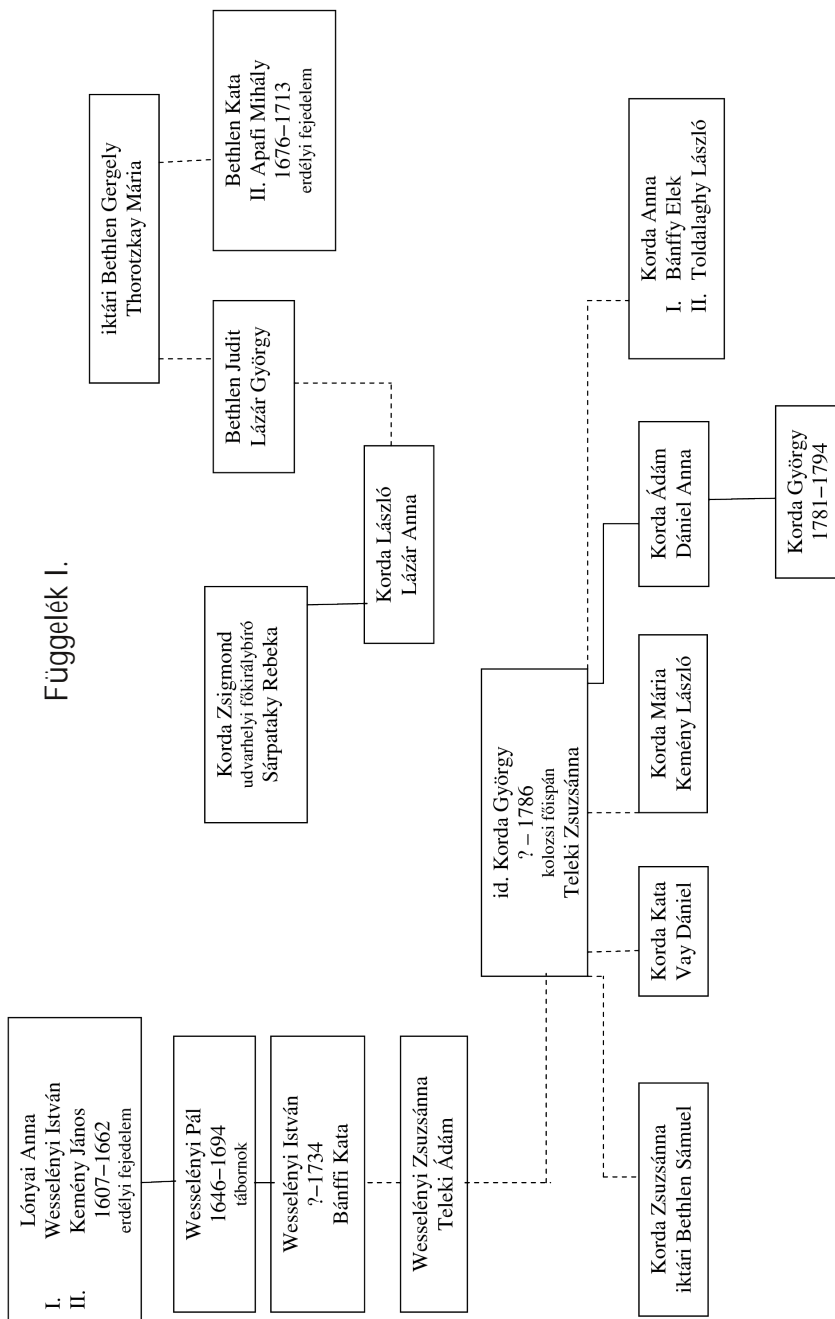 Függelék I.
Lónyai Anna
I. Wesselényi István
II. Kemény János
1607–1662
erdélyi fejedelem
Wesselényi Pál
1646–1694
tábornok
Wesselényi István
?–1734
Bánffi Kata
Wesselényi Zsuzsánna
Teleki Ádám
Korda Zsigmond
udvarhelyi főkirálybíró
Sárpataky Rebeka
iktári Bethlen Gergely
Thorotzkay Mária
Bethlen Judit
Lázár György
Bethlen Kata
II. Apafi Mihály
1676–1713
erdélyi fejedelem
Korda László
Lázár Anna
id. Korda György
? – 1786
kolozsi főispán
Teleki Zsuzsánna
Korda Zsuzsánna
iktári Bethlen Sámuel
Korda Kata
Vay Dániel
Korda Mária
Kemény László
Korda Ádám
Dániel Anna
Korda Anna
I. Bánffy Elek
II. Toldalaghy László
Korda György
1781–1794